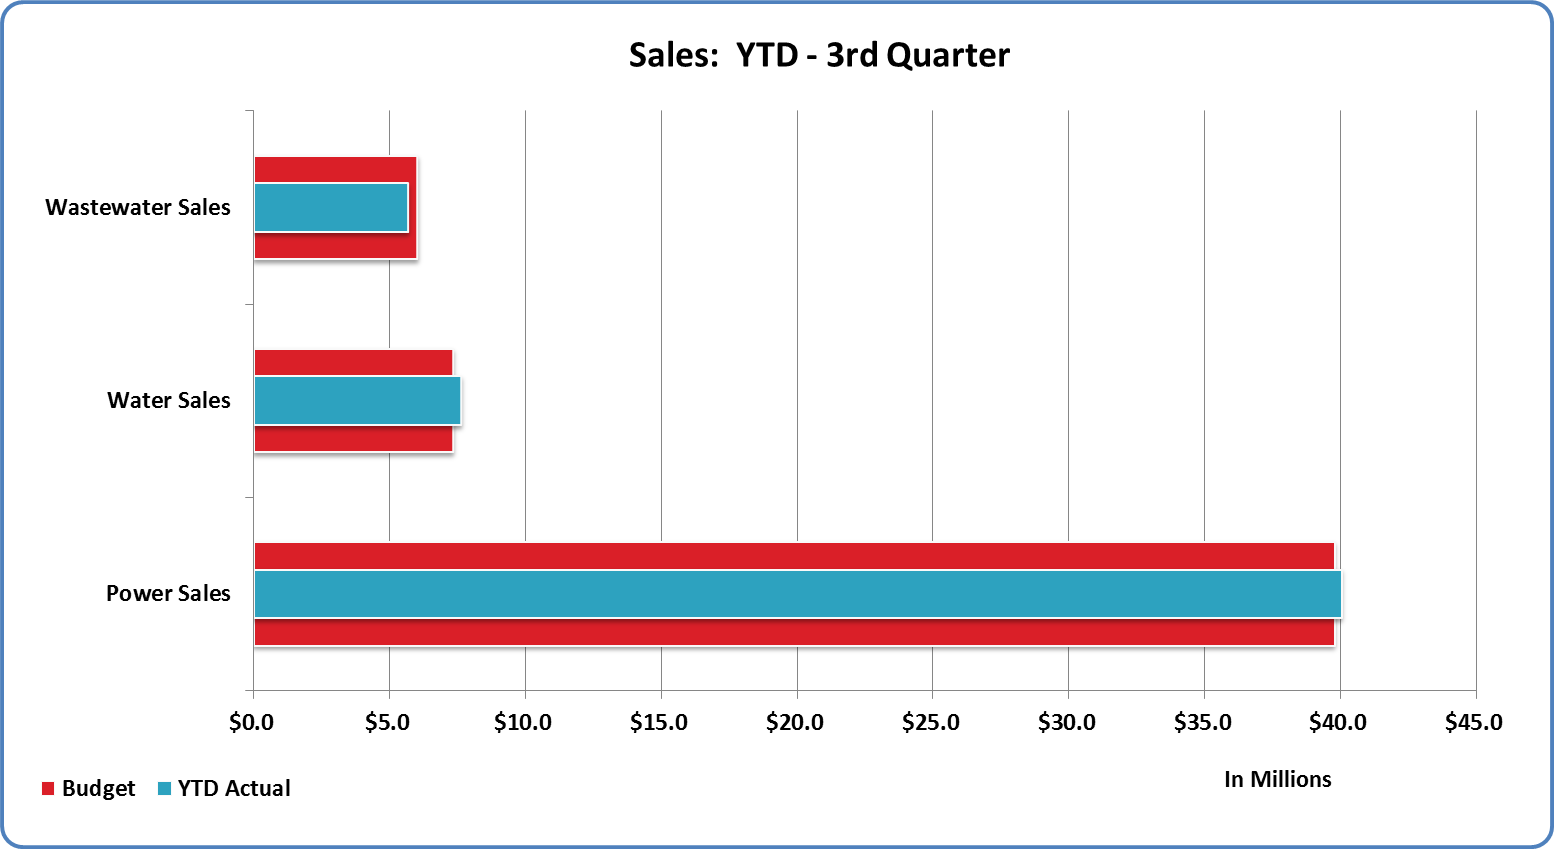 Sales:  YTD - 3rd Quarter
Wastewater Sales
Water Sales
Power Sales
$0.0 $5.0 $10.0 $15.0 $20.0 $25.0 $30.0 $35.0 $40.0 $45.0
In Millions
Budget YTD Actual